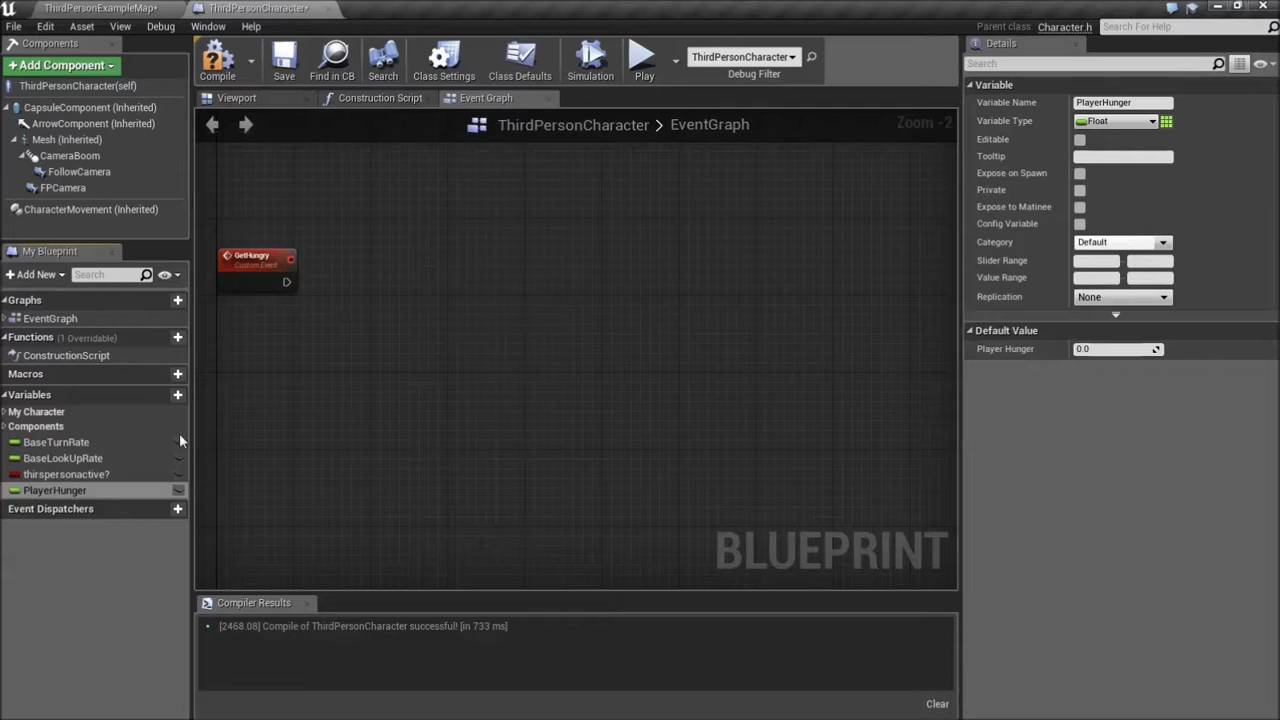 ThirdPersonExampleMap*
ThirdPersonCharacter*
File Edit Asset View Debug Window Help
Parent class: Character.h
Search For Help
Components
+ Add Component
ThirdPersonCharacter(self)
CapsuleComponent (Inherited)
ArrowComponent (Inherited)
Mesh (Inherited)
CameraBoom
FollowCamera
FPCamera
CharacterMovement (Inherited)
Compile
Save
Find in CB
Search
Class Settings
Class Defaults
Simulation
Play
ThirdPersonCharacter
Debug Filter
Viewport
Construction Script
Event Graph
ThirdPersonCharacter > EventGraph
Zoom -2
GetHungry
Custom Event
BLUEPRINT
My Blueprint
+ Add New
Search
Graphs
EventGraph
Functions (1 Overridable)
ConstructionScript
Macros
Variables
My Character
Components
BaseTurnRate
BaseLookUpRate
thirspersonactive?
PlayerHunger
Event Dispatchers
Compiler Results
[2468.08] Compile of ThirdPersonCharacter successful! [in 733 ms]
Clear
Details
Search
Variable
Variable Name PlayerHunger
Variable Type Float
Editable
Tooltip
Expose on Spawn
Private
Expose to Matinee
Config Variable
Category Default
Slider Range
Value Range
Replication None
Default Value
Player Hunger 0.0